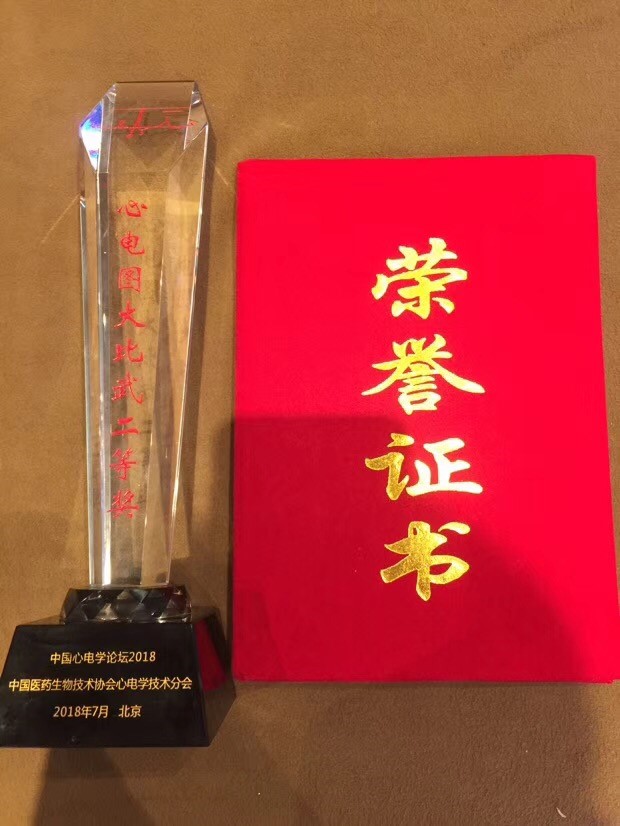 心电图大比武二等奖
中国心电学论坛2018
中国医药生物技术协会心电学技术分会
2018年7月 北京
荣誉证书